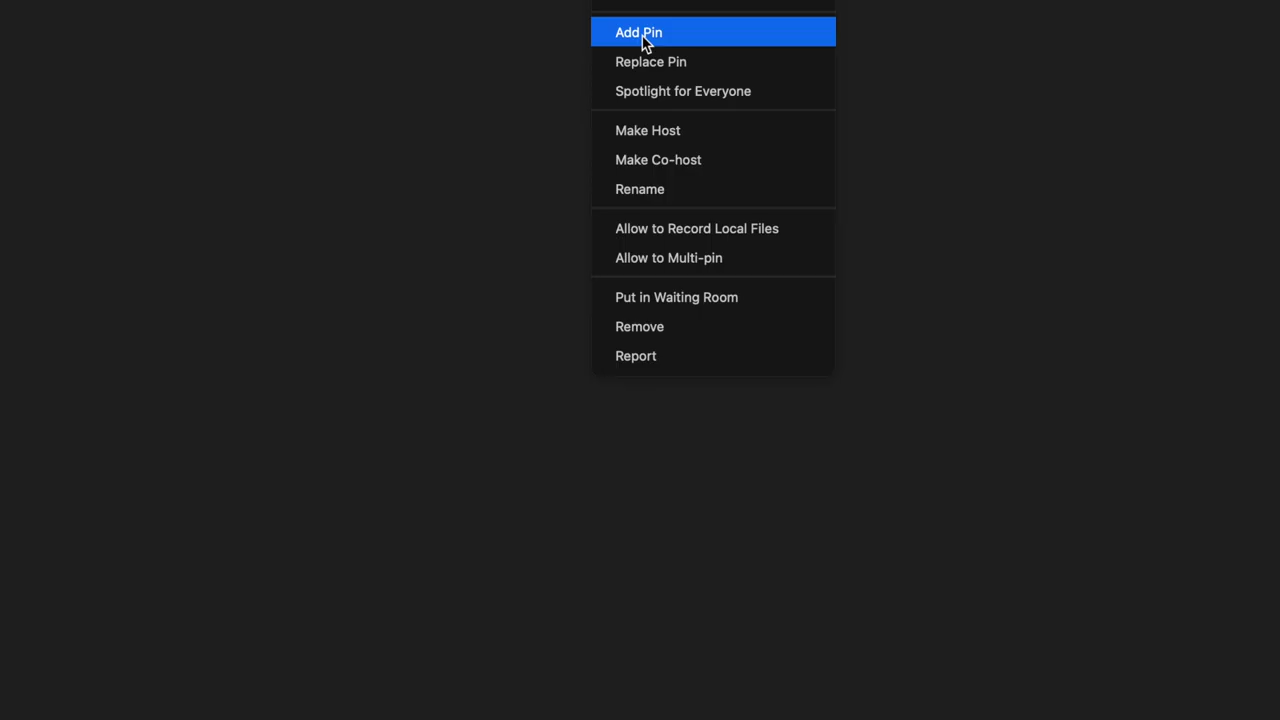 Add Pin
Replace Pin
Spotlight for Everyone
Make Host
Make Co-host
Rename
Allow to Record Local Files
Allow to Multi-pin
Put in Waiting Room
Remove
Report